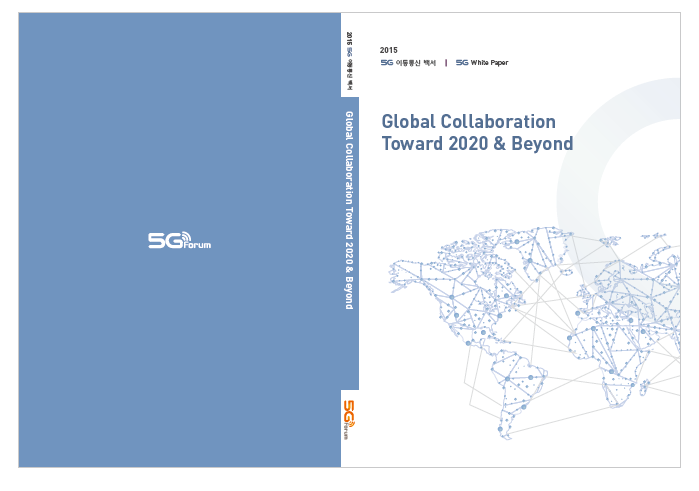 5G Forum
2015 5G 이동통신 백서
Global Collaboration Toward 2020 & Beyond
5G Forum
2015
5G 이동통신 백서 | 5G White Paper
Global Collaboration
Toward 2020 & Beyond